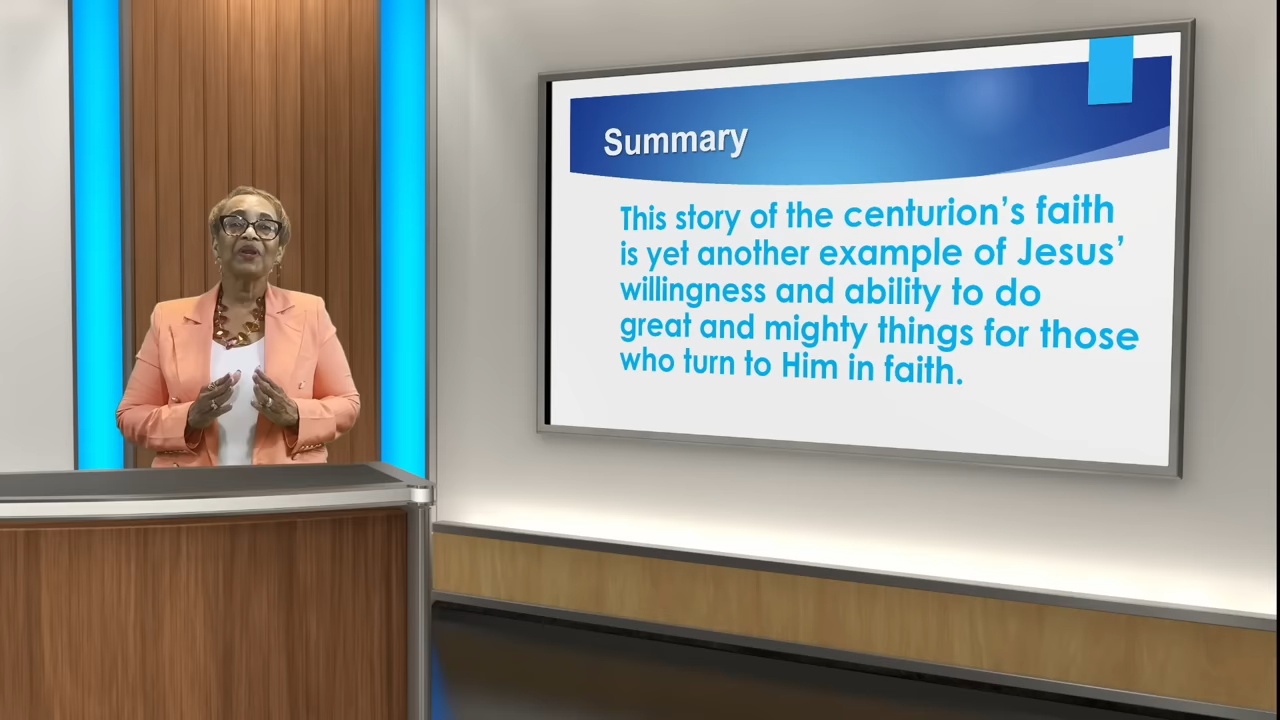 Summary
This story of the centurion’s faith
is yet another example of Jesus’
willingness and ability to do
great and mighty things for those
who turn to Him in faith.